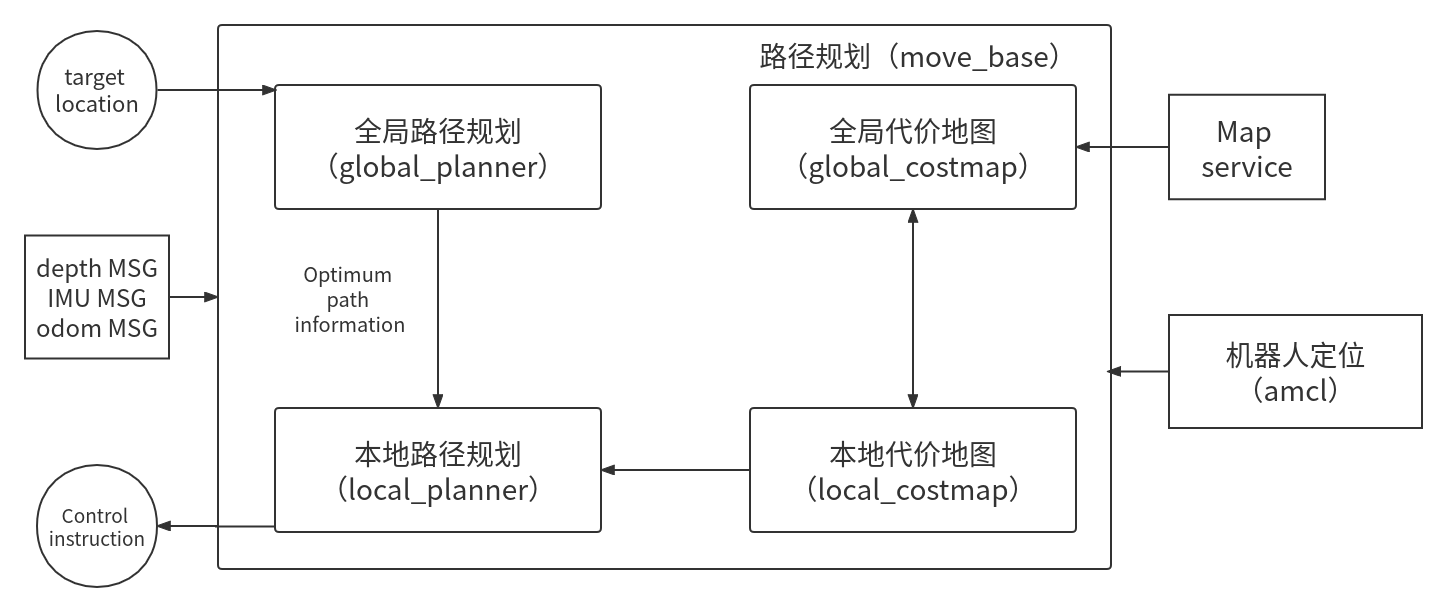 路径规划（move_base）
target
location
全局路径规划
（global_planner）
全局代价地图
（global_costmap）
Map
service
depth MSG
IMU MSG
odom MSG
Optimum
path
information
机器人定位
（amcl）
本地路径规划
（local_planner）
本地代价地图
（local_costmap）
Control
instruction